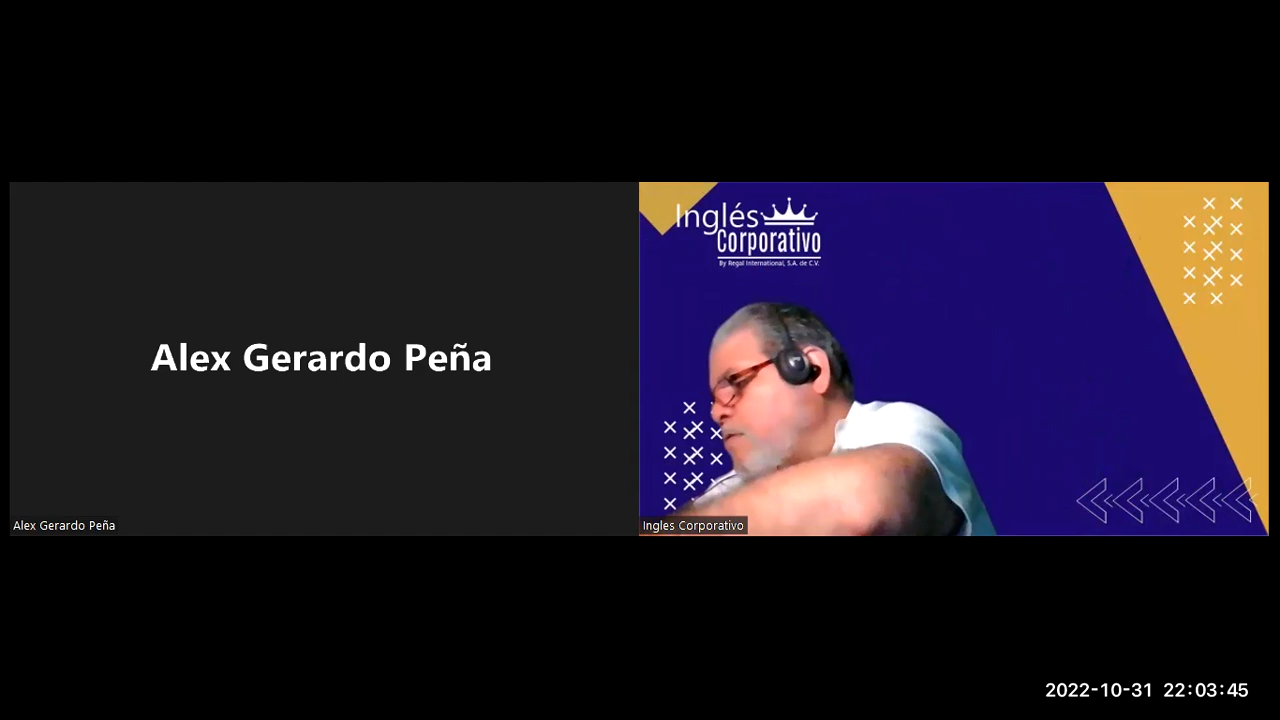 Alex Gerardo Peña
Alex Gerardo Peña
Inglés
Corporativo
By Regal International, S.A. de C.V.
Ingles Corporativo
2022-10-31 22:03:45